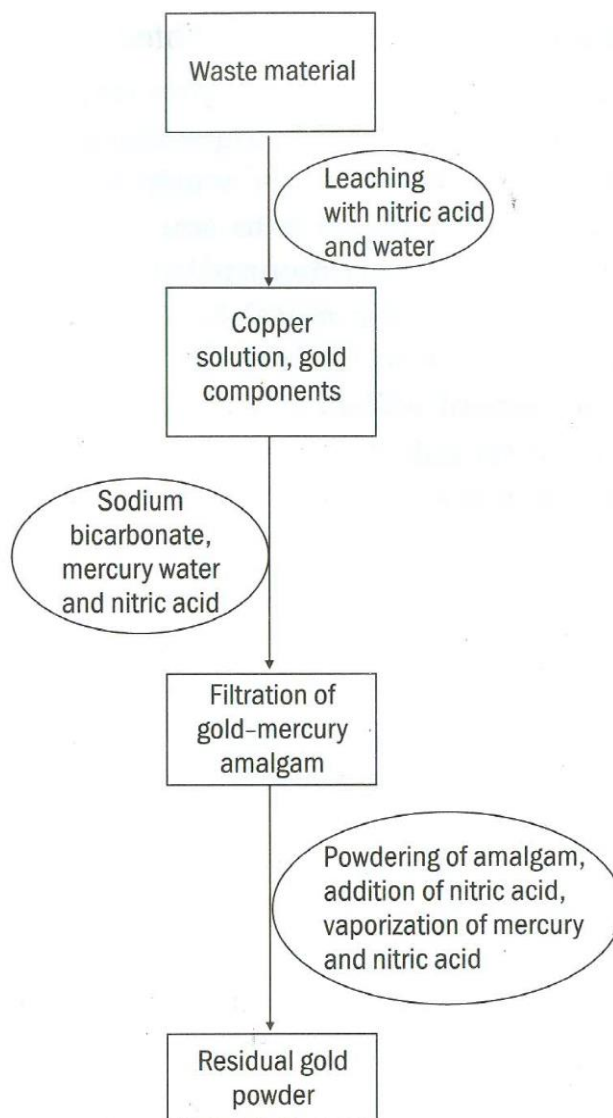 Waste material
Leaching
with nitric acid
and water
Copper
solution, gold
components
Sodium
bicarbonate,
mercury water
and nitric acid
Filtration of
gold–mercury
amalgam
Powdering of amalgam,
addition of nitric acid,
vaporization of mercury
and nitric acid
Residual gold
powder